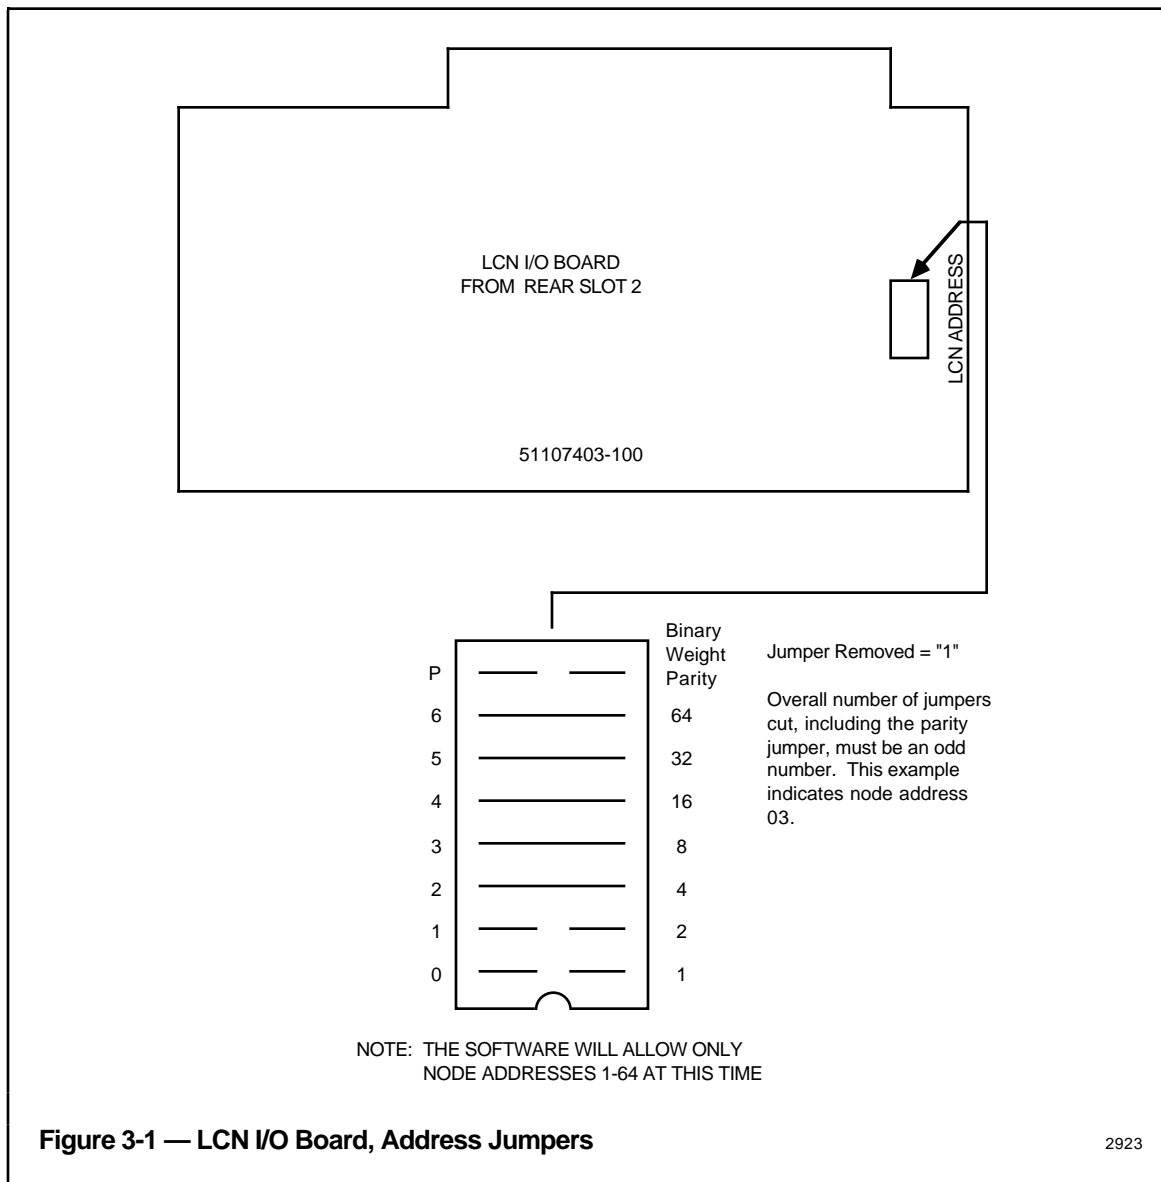 LCN I/O BOARD
FROM REAR SLOT 2
LCN ADDRESS
51107403-100
Binary
Weight
Parity
P
6 64
5 32
4 16
3 8
2 4
1 2
0 1
Jumper Removed = "1"
Overall number of jumpers
cut, including the parity
jumper, must be an odd
number. This example
indicates node address
03.
NOTE: THE SOFTWARE WILL ALLOW ONLY
NODE ADDRESSES 1-64 AT THIS TIME
Figure 3-1 — LCN I/O Board, Address Jumpers
2923